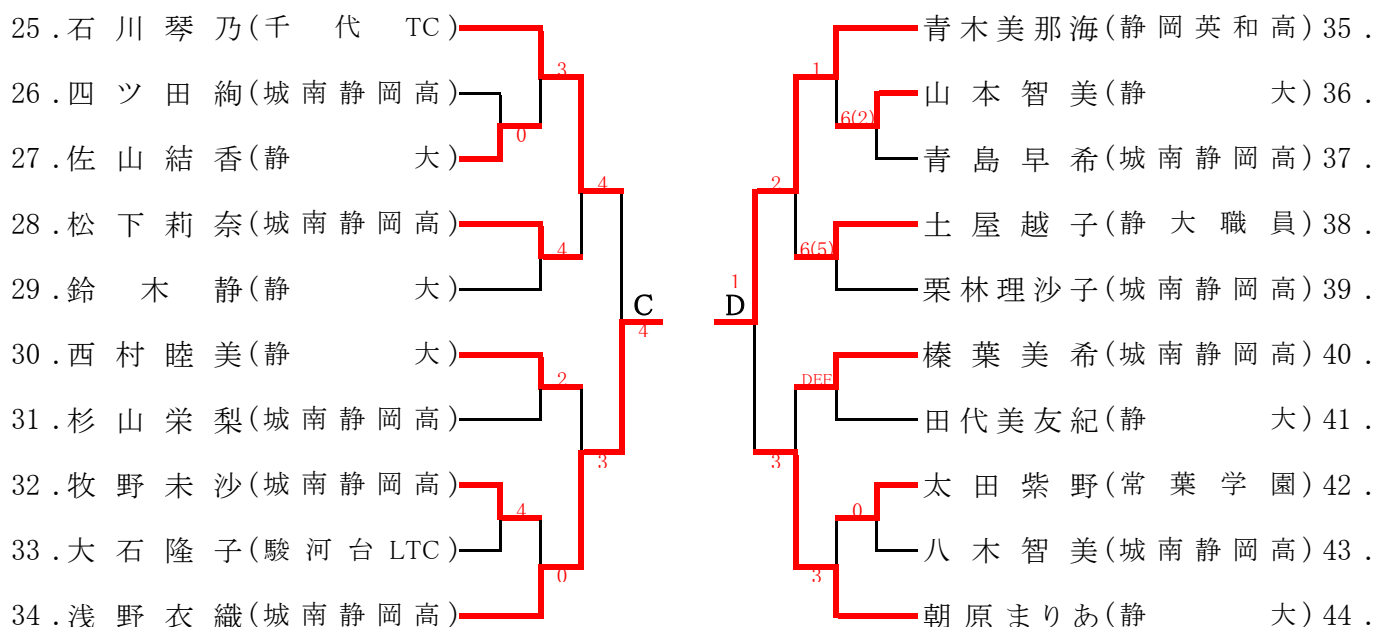 25.石川琴乃(千代TC)
3
26.四ツ田絢(城南静岡高)
0
27.佐山結香(静大)
4
28.松下莉奈(城南静岡高)
4
29.鈴木静(静大)
C
4
30.西村睦美(静大)
2
31.杉山栄梨(城南静岡高)
3
32.牧野未沙(城南静岡高)
4
33.大石隆子(駿河台LTC)
0
34.浅野衣織(城南静岡高)
青木美那海(静岡英和高)35.
1
山本智美(静大)36.
6(2)
青島早希(城南静岡高)37.
2
土屋越子(静大職員)38.
6(5)
栗林理沙子(城南静岡高)39.
1
D
榛葉美希(城南静岡高)40.
DEF
田代美友紀(静大)41.
3
太田紫野(常葉学園)42.
0
八木智美(城南静岡高)43.
3
朝原まりあ(静大)44.